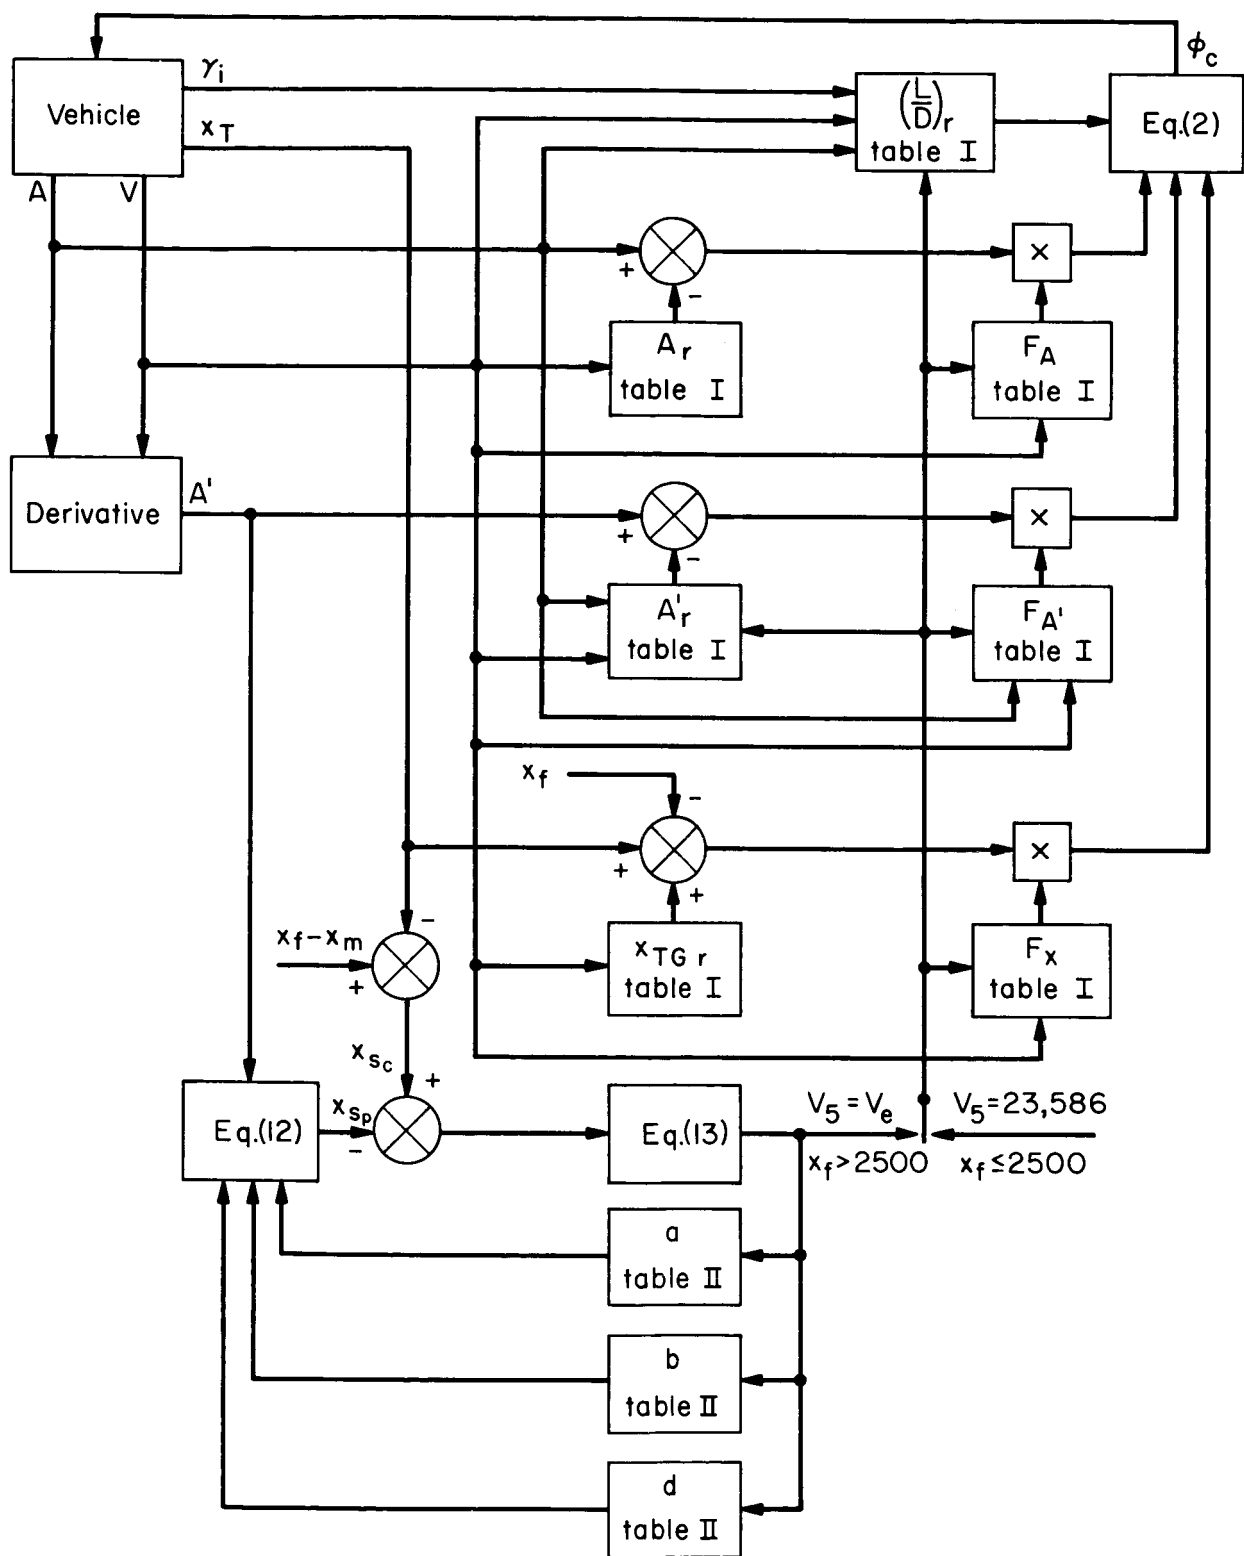 ϕc
γi
Vehicle
xT
(L/D)r
table I
Eq.(2)
A
V
+
-
×
Ar
table I
FA
table I
Derivative
A'
+
-
×
A'r
table I
FA'
table I
xf
-
+
+
×
xf-xm
-
+
xTG r
table I
Fx
table I
xsc
+
Eq.(12)
xsp
-
Eq.(13)
V5=Ve
xf>2500
V5=23,586
xf≤2500
a
table II
b
table II
d
table II